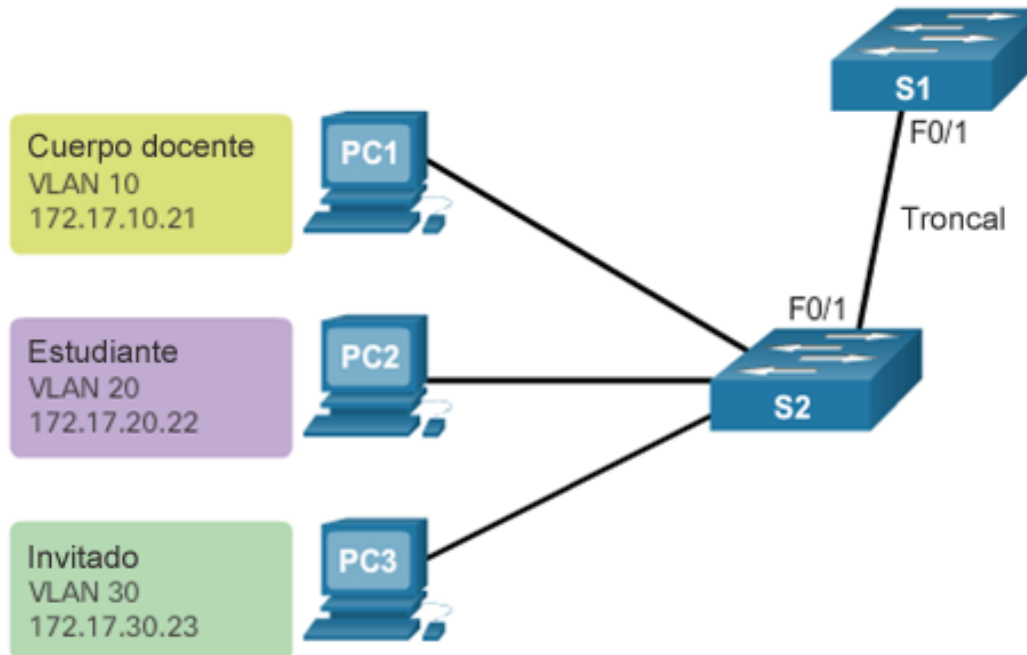 S1
F0/1
Troncal
F0/1
S2
Cuerpo docente
VLAN 10
172.17.10.21
PC1
Estudiante
VLAN 20
172.17.20.22
PC2
Invitado
VLAN 30
172.17.30.23
PC3